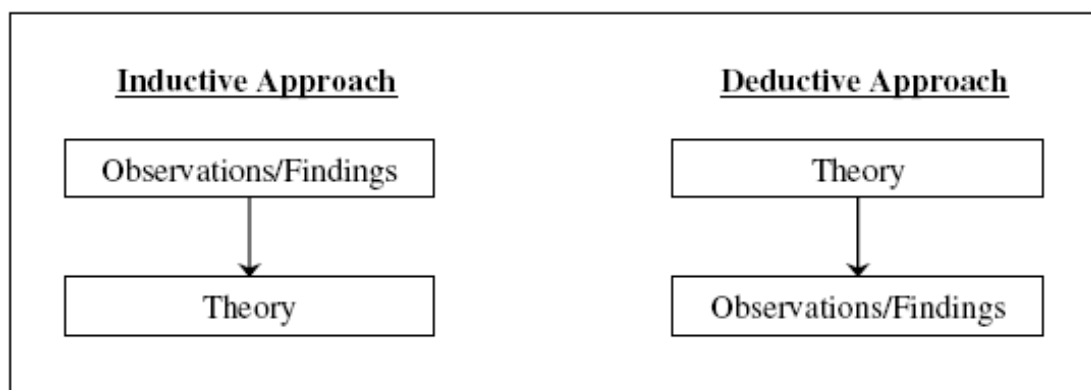 Inductive Approach
Observations/Findings
Theory
Deductive Approach
Theory
Observations/Findings